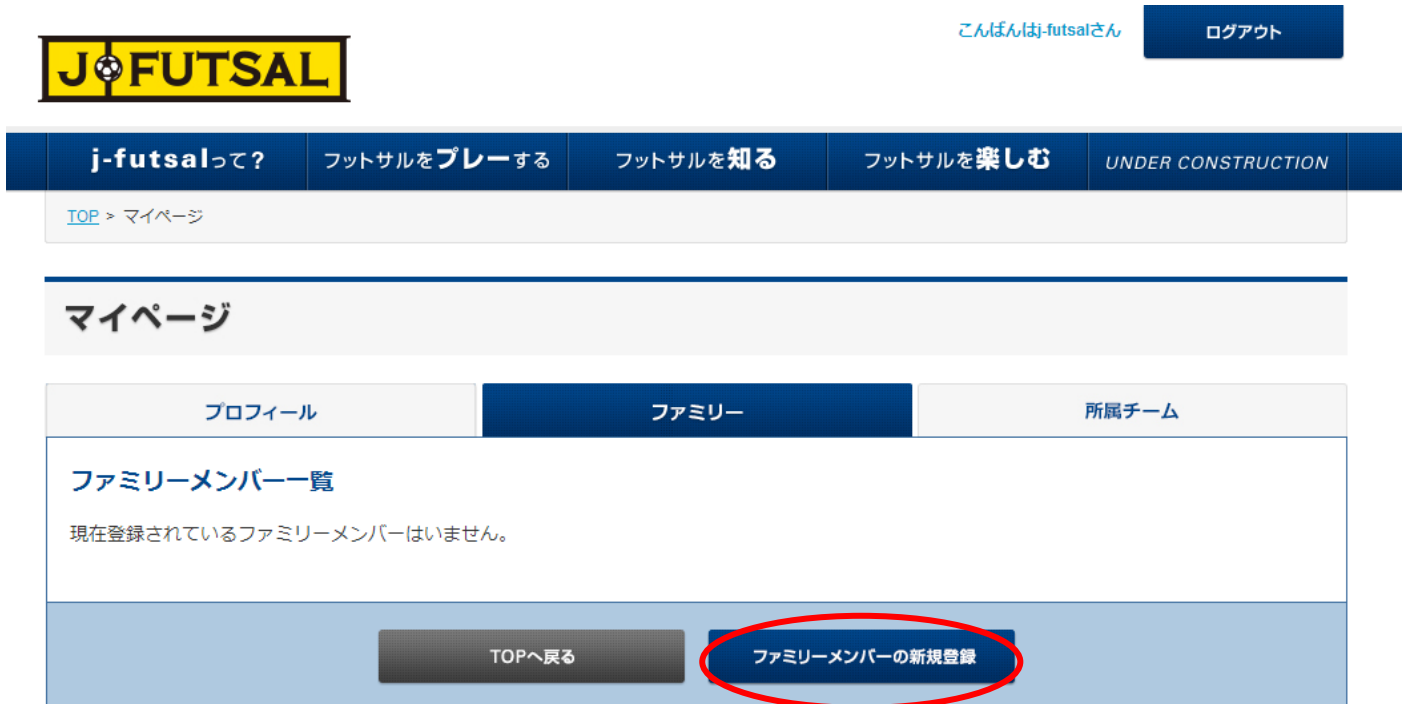 こんばんはj-futsalさん
ログアウト
J FUTSAL
j-futsalって？ フットサルをプレーする フットサルを知る フットサルを楽しむ UNDER CONSTRUCTION
TOP > マイページ
マイページ
プロフィール ファミリー 所属チーム
ファミリーメンバー一覧
現在登録されているファミリーメンバーはいません。
TOPへ戻る ファミリーメンバーの新規登録